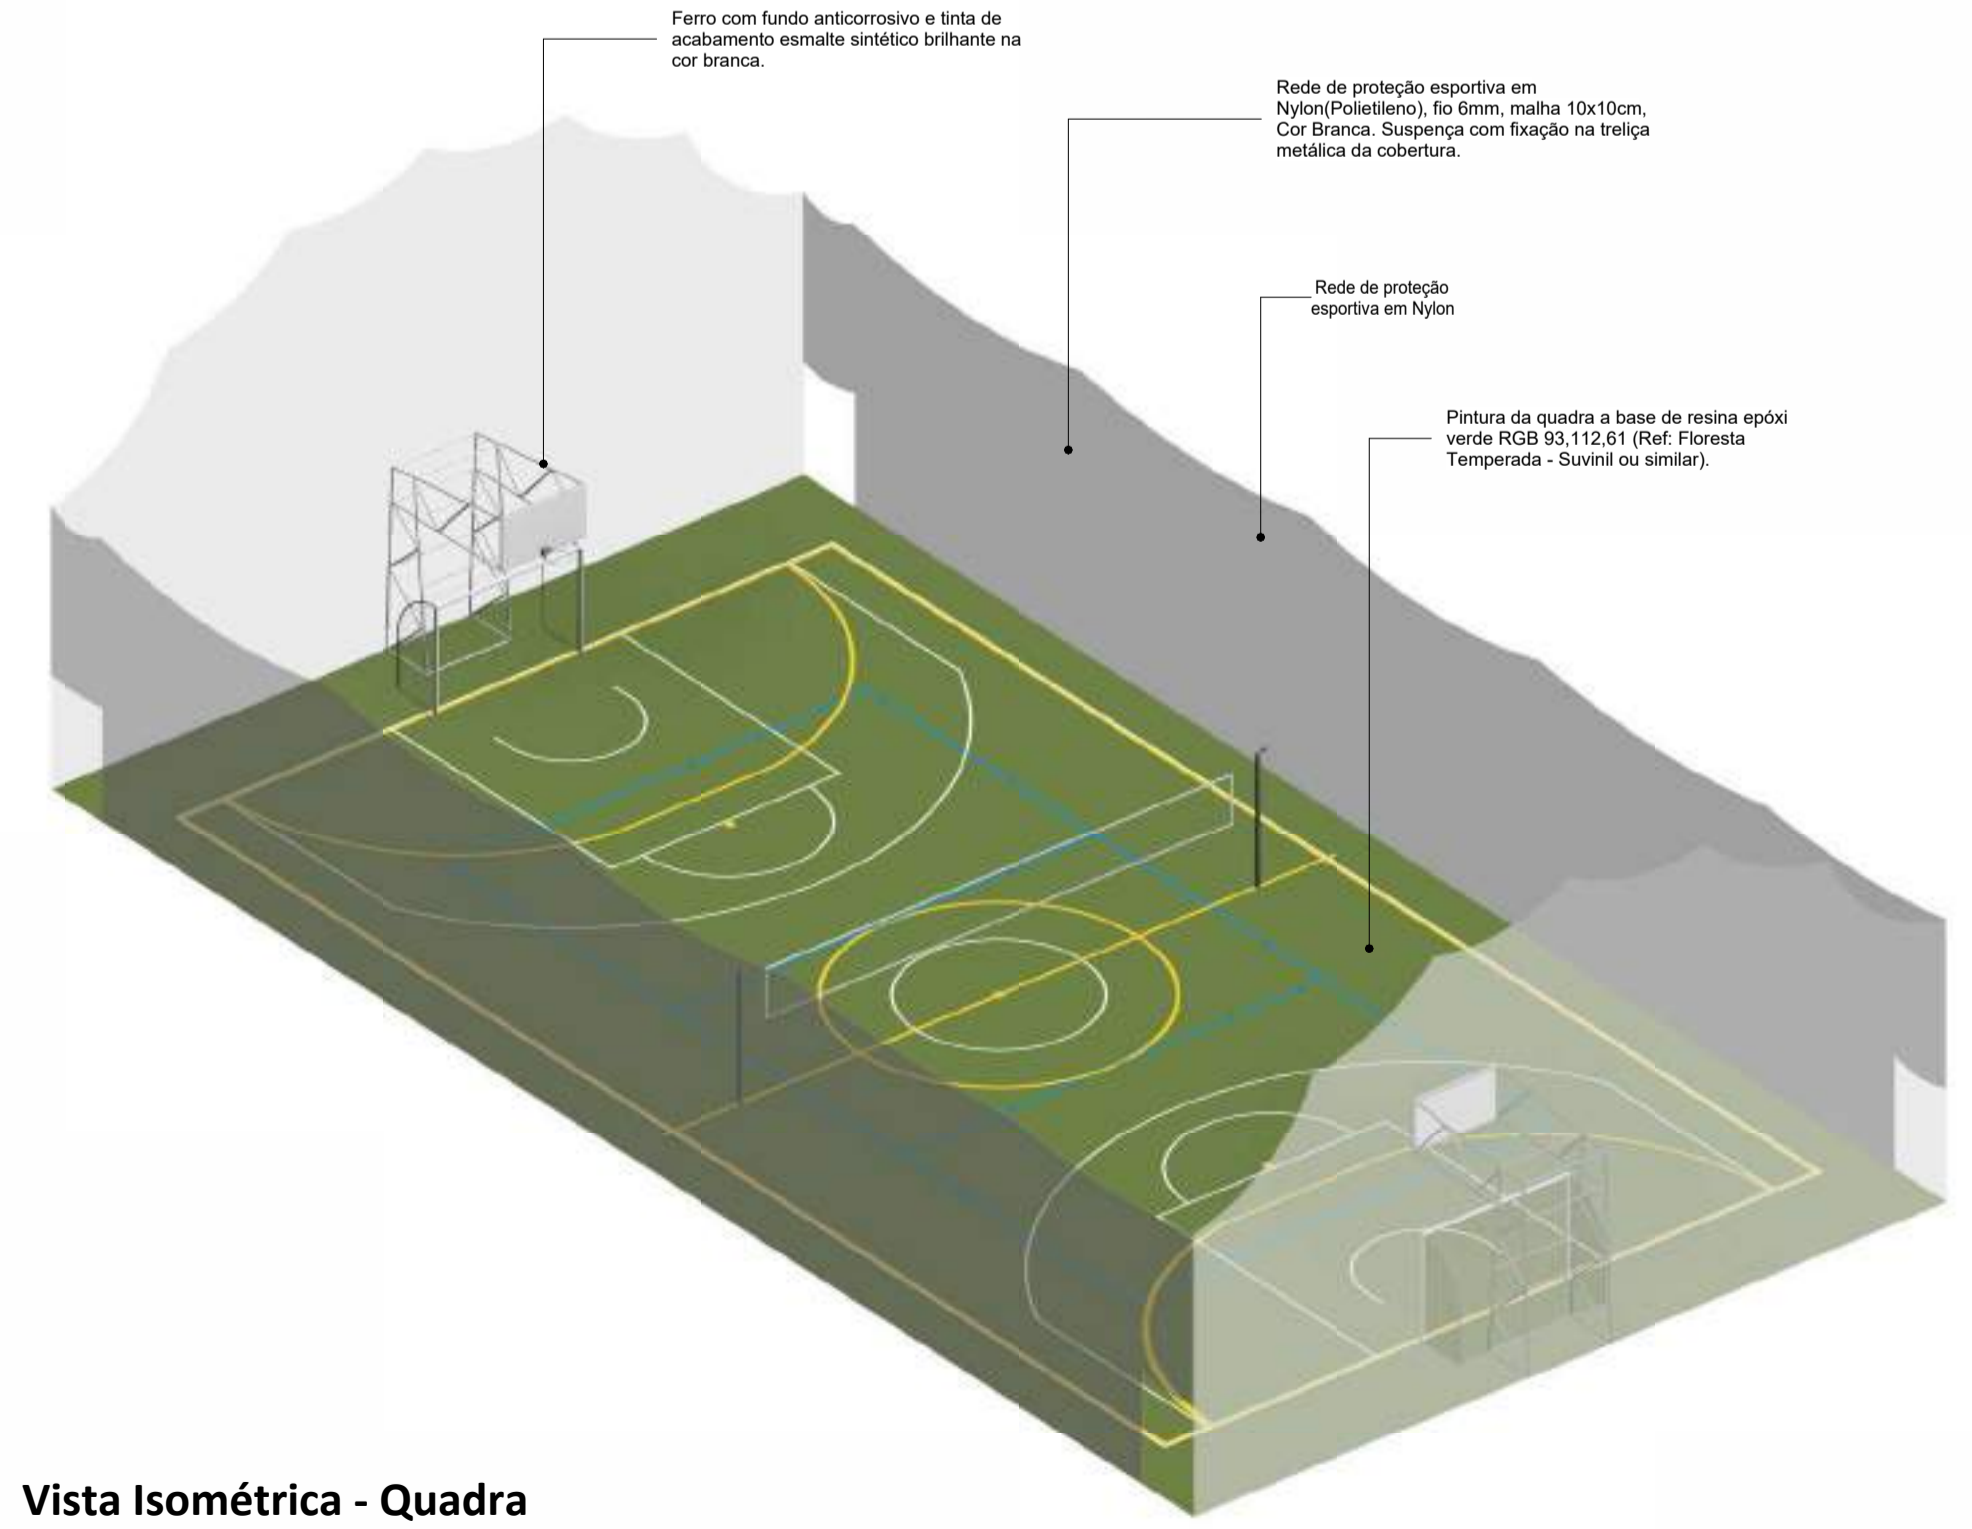 Ferro com fundo anticorrosivo e tinta de
acabamento esmalte sintético brilhante na
cor branca.
Rede de proteção esportiva em
Nylon(Polietileno), fio 6mm, malha 10x10cm,
Cor Branca. Suspença com fixação na treliça
metálica da cobertura.
Rede de proteção
esportiva em Nylon
Pintura da quadra a base de resina epóxi
verde RGB 93,112,61 (Ref: Floresta
Temperada - Suvinil ou similar).
Vista Isométrica - Quadra